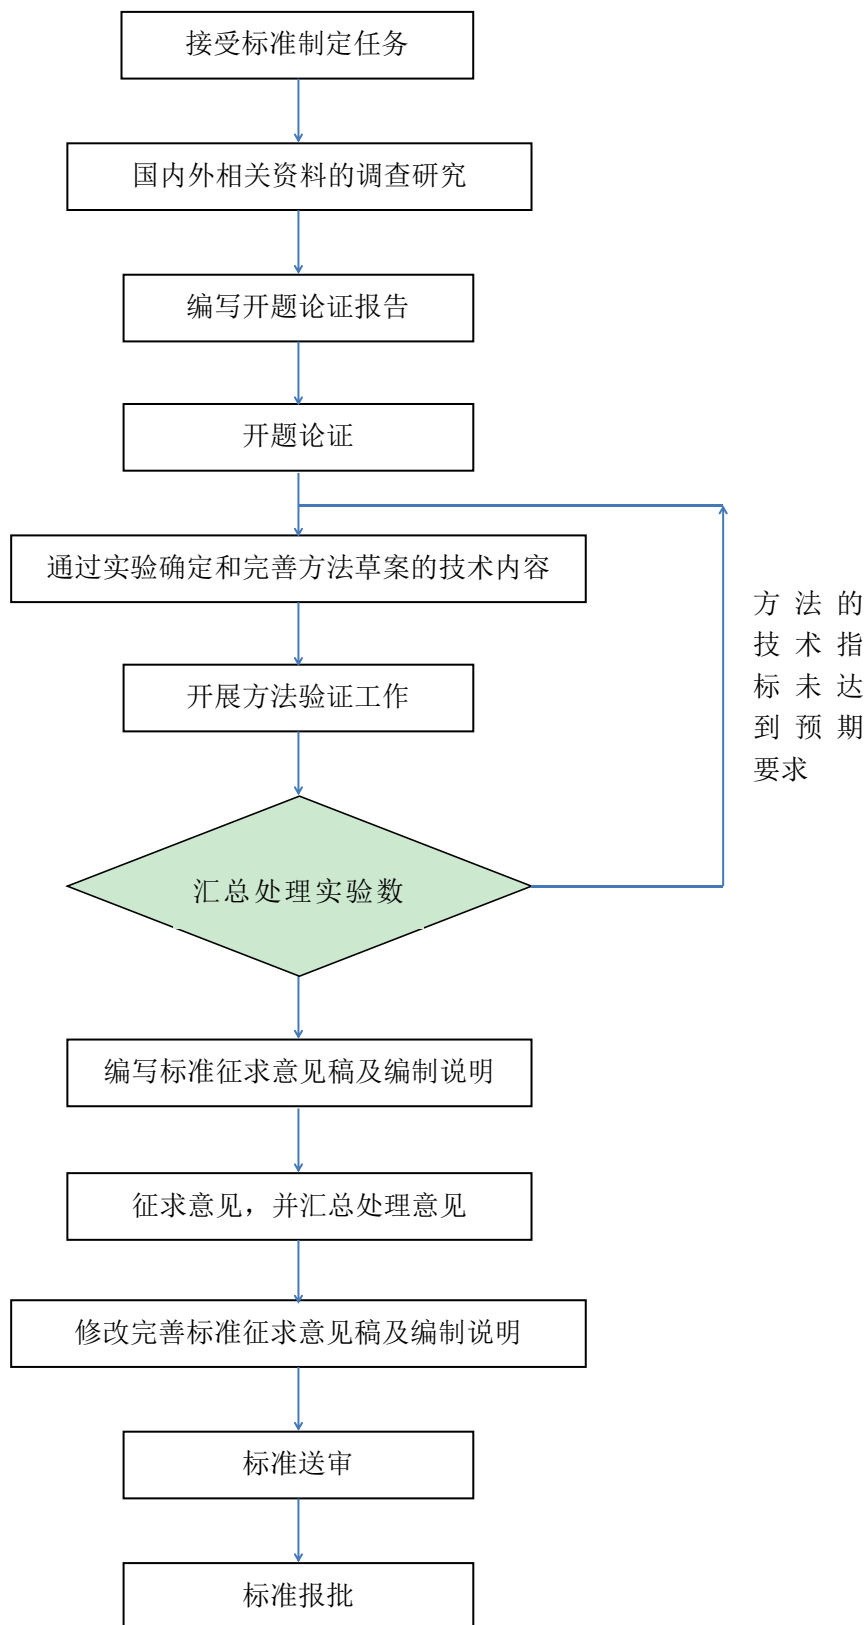 接受标准制定任务
国内外相关资料的调查研究
编写开题论证报告
开题论证
通过实验确定和完善方法草案的技术内容
开展方法验证工作
方法的
技术指
标未达
到预期
要求
汇总处理实验数
编写标准征求意见稿及编制说明
征求意见，并汇总处理意见
修改完善标准征求意见稿及编制说明
标准送审
标准报批